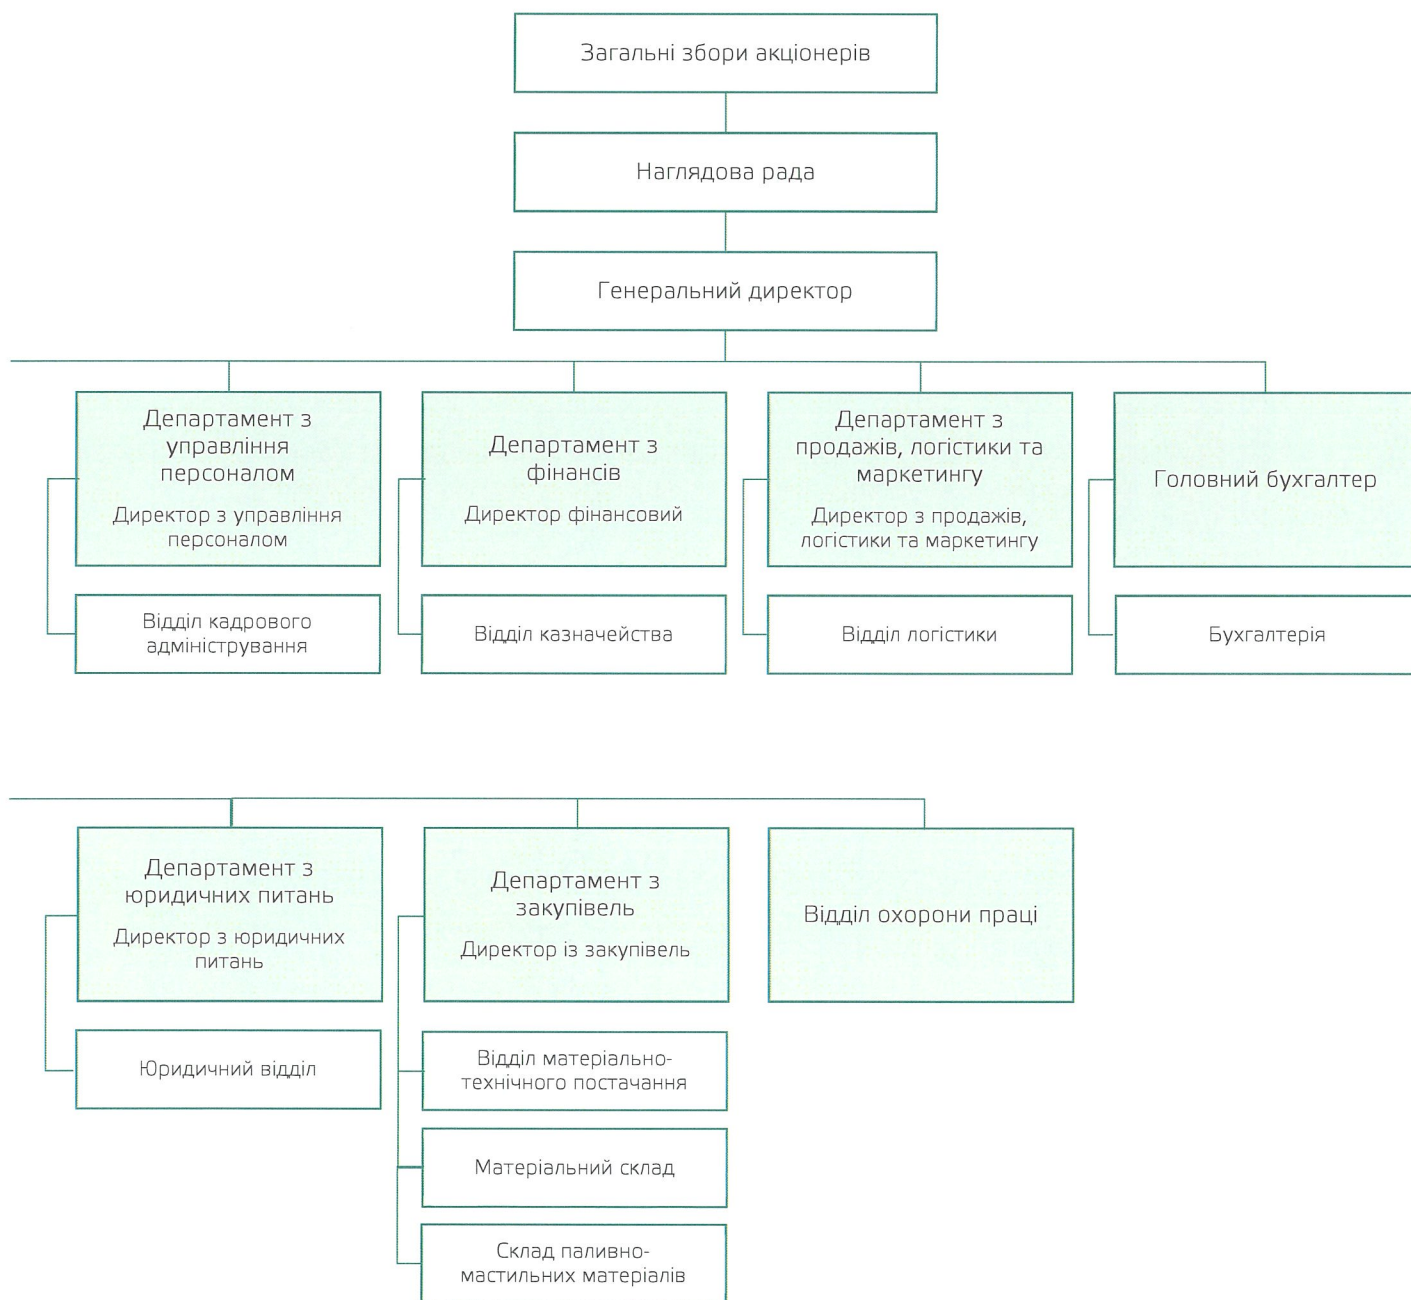 Загальні збори акціонерів
Наглядова рада
Генеральний директор
Департамент з
управління
персоналом
Директор з управління
персоналом
Департамент з
фінансів
Директор фінансовий
Департамент з
продажів, логістики та
маркетингу
Директор з продажів,
логістики та маркетингу
Головний бухгалтер
Відділ кадрового
адміністрування
Відділ казначейства
Відділ логістики
Бухгалтерія
Департамент з
юридичних питань
Директор з юридичних
питань
Департамент з
закупівель
Директор із закупівель
Відділ охорони праці
Юридичний відділ
Відділ матеріально-
технічного постачання
Матеріальний склад
Склад паливно-
мастильних матеріалів